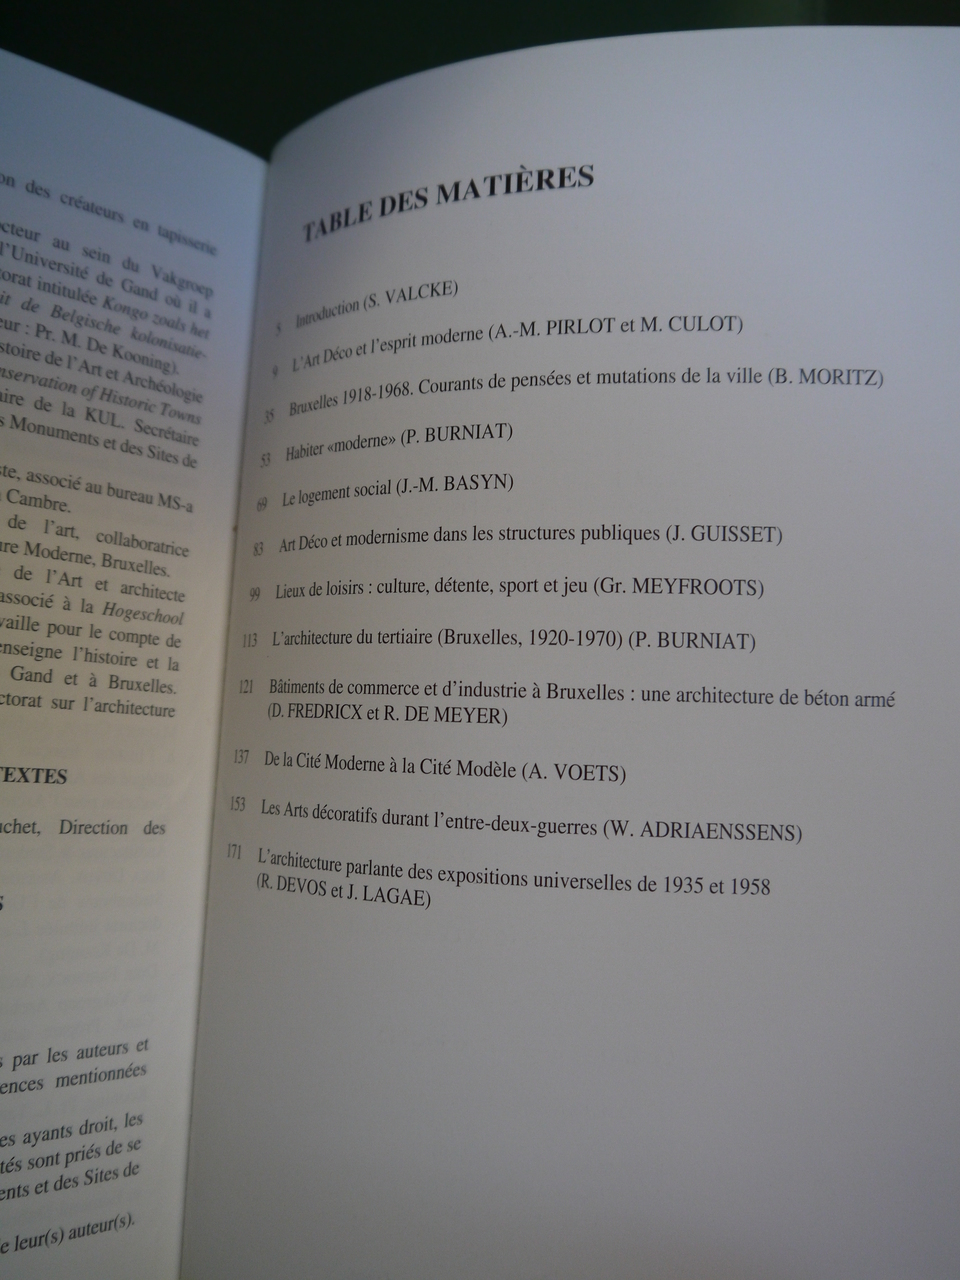 on des créateurs en tapisserie
cteur au sein du Vakgroep
l'Université de Gand où il a
orat intitulée Kongo zoals het
it de Belgische kolonisatie-
eur : Pr. M. De Kooning).
stoire de l'Art et Archéologie
nservation of Historic Towns
aire de la KUL. Secrétaire
s Monuments et des Sites de
ste, associé au bureau MS-a
Cambre.
de l'art, collaboratrice
ure Moderne, Bruxelles.
de l'Art et architecte
associé à la Hogeschool
vaille pour le compte de
enseigne l'histoire et la
Gand et à Bruxelles.
ctorat sur l'architecture
TEXTES
uchet, Direction des
S
s par les auteurs et
ences mentionnées
es ayants droit, les
tés sont priés de se
ents et des Sites de
e leur(s) auteur(s).
TABLE DES MATIÈRES
5 Introduction (S. VALCKE)
9 L'Art Déco et l'esprit moderne (A.-M. PIRLOT et M. CULOT)
35 Bruxelles 1918-1968. Courants de pensées et mutations de la ville (B. MORITZ)
53 Habiter «moderne» (P. BURNIAT)
69 Le logement social (J.-M. BASYN)
83 Art Déco et modernisme dans les structures publiques (J. GUISSET)
99 Lieux de loisirs : culture, détente, sport et jeu (Gr. MEYFROOTS)
113 L'architecture du tertiaire (Bruxelles, 1920-1970) (P. BURNIAT)
121 Bâtiments de commerce et d'industrie à Bruxelles : une architecture de béton armé
(D. FREDRICX et R. DE MEYER)
137 De la Cité Moderne à la Cité Modèle (A. VOETS)
153 Les Arts décoratifs durant l'entre-deux-guerres (W. ADRIAENSSENS)
171 L'architecture parlante des expositions universelles de 1935 et 1958
(R. DEVOS et J. LAGAE)